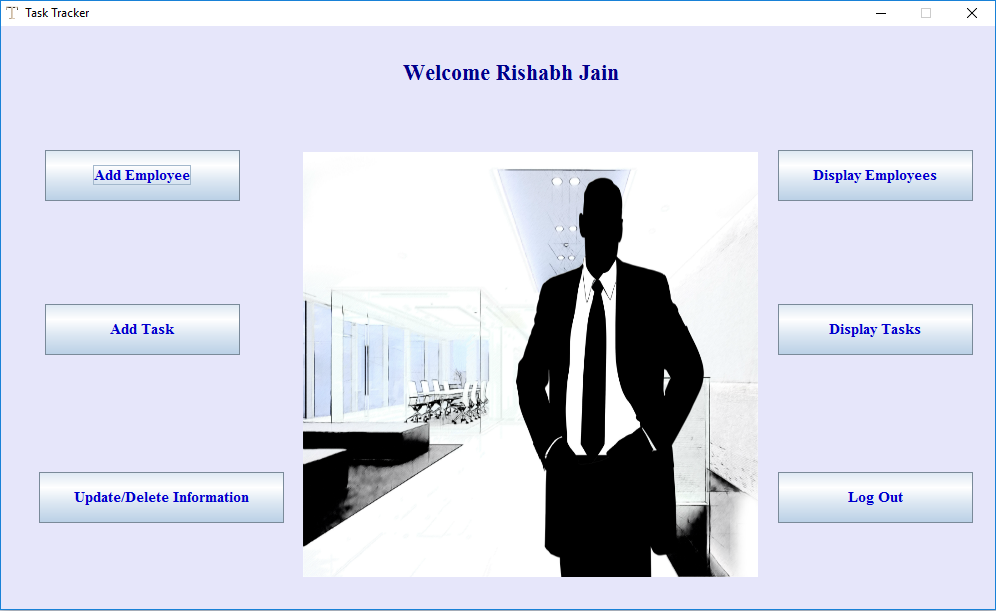 Task Tracker
Welcome Rishabh Jain
Add Employee
Display Employees
Add Task
Display Tasks
Update/Delete Information
Log Out